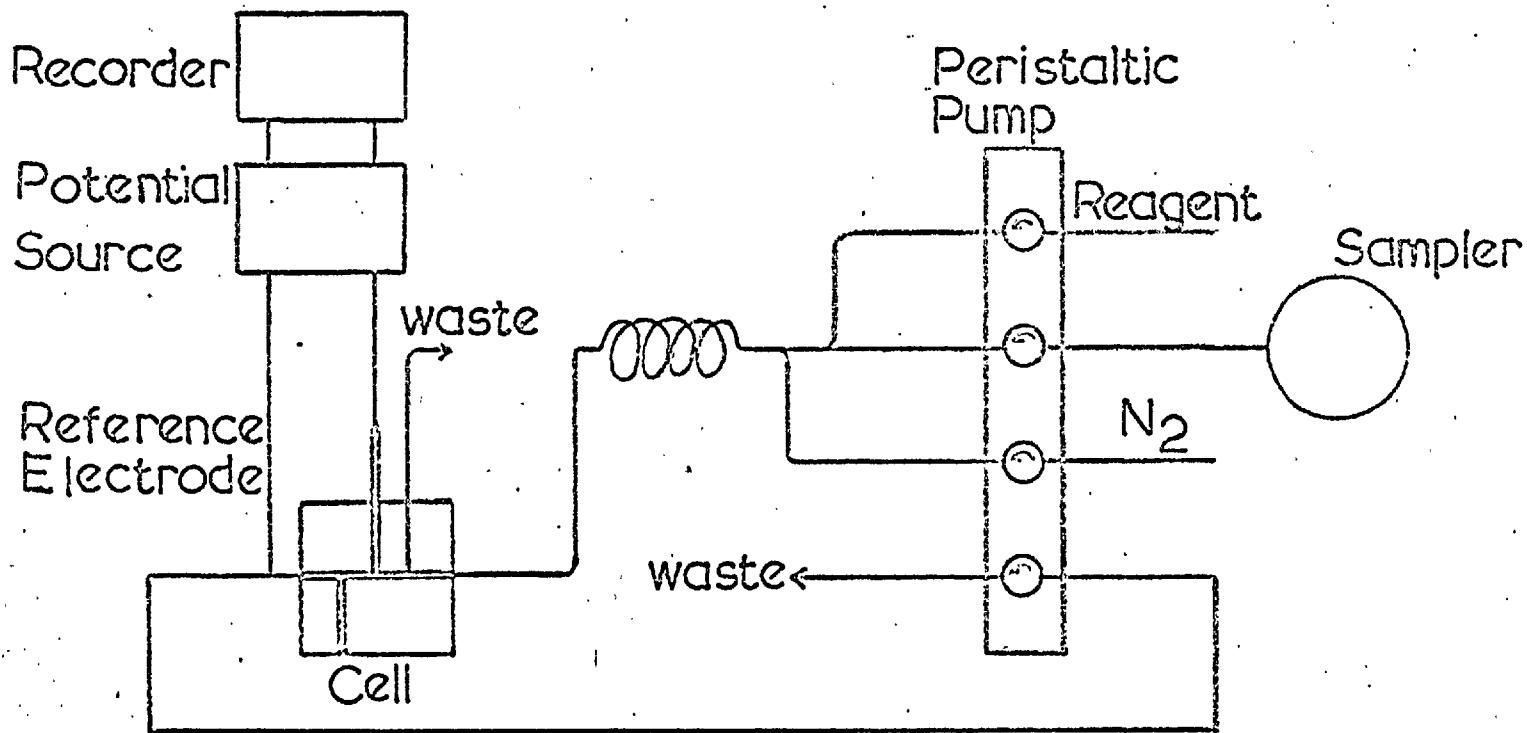 Recorder
Potential
Source
waste
Reference
Electrode
Cell
Peristaltic
Pump
Reagent
Sampler
N2
waste